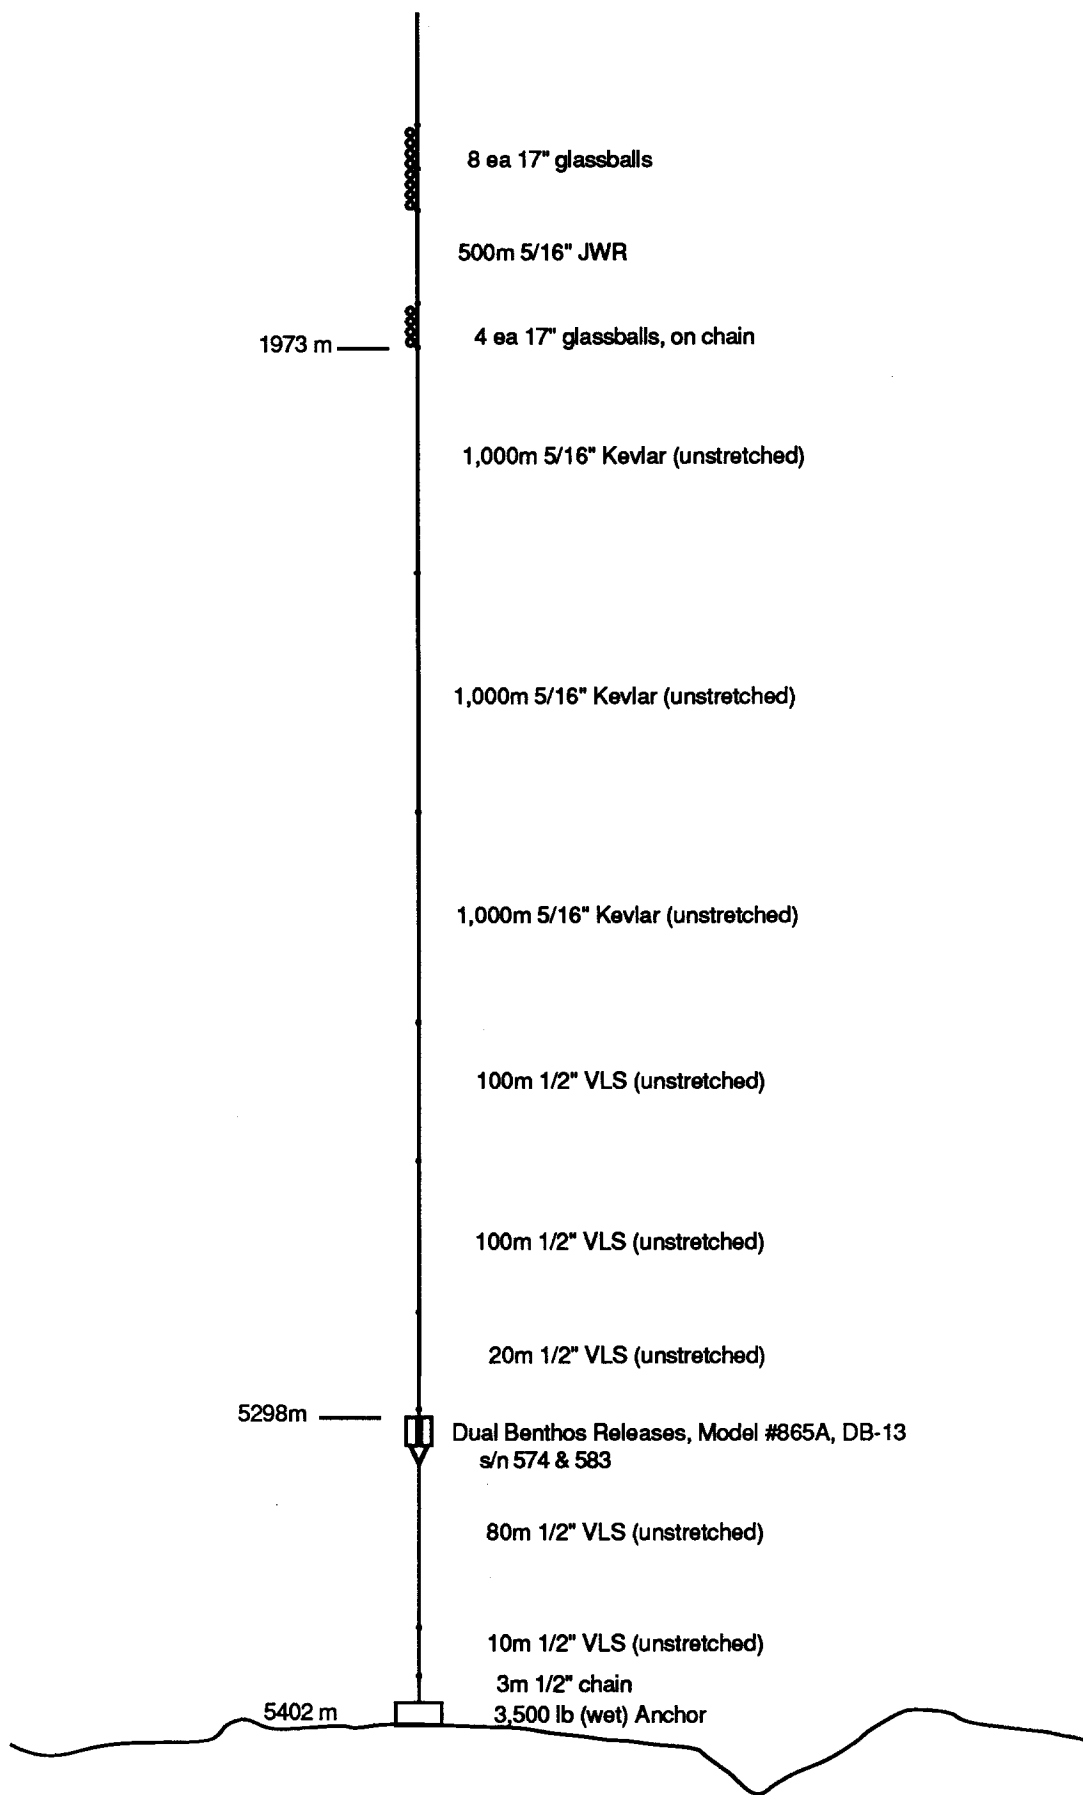 8 ea 17" glassballs
500m 5/16" JWR
4 ea 17" glassballs, on chain
1973 m
1,000m 5/16" Kevlar (unstretched)
1,000m 5/16" Kevlar (unstretched)
1,000m 5/16" Kevlar (unstretched)
100m 1/2" VLS (unstretched)
100m 1/2" VLS (unstretched)
20m 1/2" VLS (unstretched)
5298m
Dual Benthos Releases, Model #865A, DB-13
s/n 574 & 583
80m 1/2" VLS (unstretched)
10m 1/2" VLS (unstretched)
3m 1/2" chain
5402 m
3,500 lb (wet) Anchor